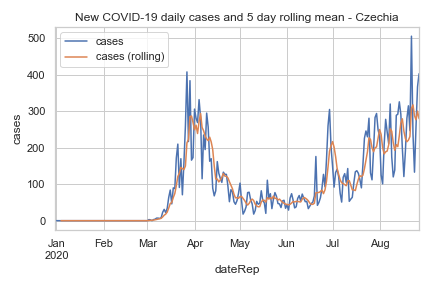 New COVID-19 daily cases and 5 day rolling mean - Czechia
cases
cases (rolling)
500
400
300
200
100
0
cases
Jan Feb Mar Apr May Jun Jul Aug
2020
dateRep